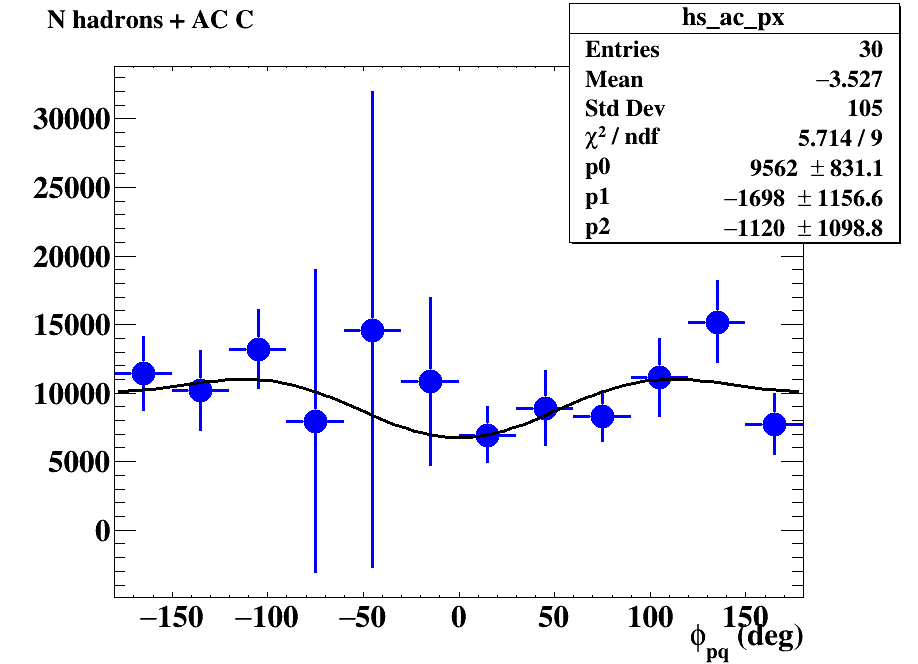 N hadrons + AC C
hs_ac_px
Entries 30
Mean −3.527
Std Dev 105
χ² / ndf 5.714 / 9
p0 9562 ± 831.1
p1 −1698 ± 1156.6
p2 −1120 ± 1098.8
30000
25000
20000
15000
10000
5000
0
−150 −100 −50 0 50 100 150
ϕpq (deg)